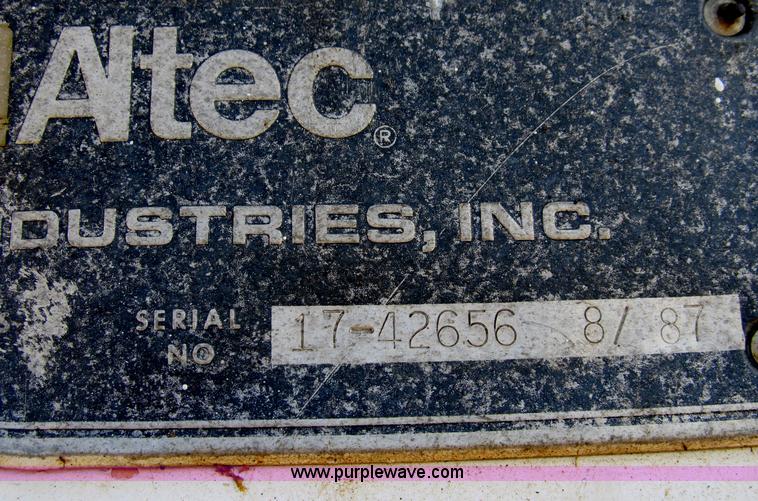 Altec®
DUSTRIES, INC.
SERIAL NO 17-42656 8/ 87
www.purplewave.com